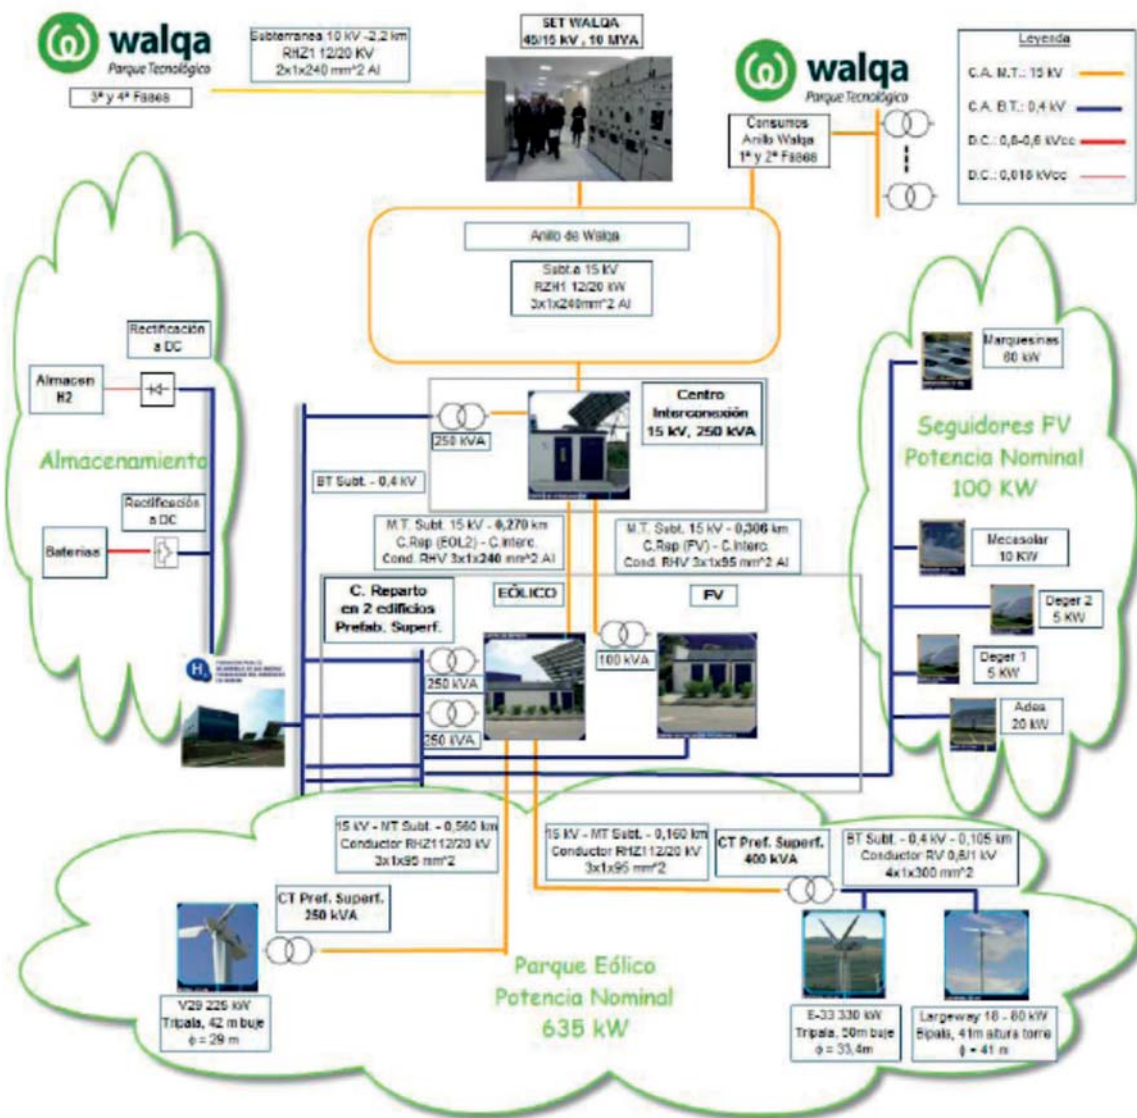 walqa
Parque Tecnológico
3ª y 4ª Fases
Subterranea 10 kV -2,2 km
RHZ1 12/20 KV
2x1x240 mm^2 Al
SET WALQA
45/15 kV , 10 MVA
walqa
Parque Tecnológico
Consumos
Anillo Walqa
1ª y 2ª Fases
Leyenda
C.A. M.T.: 15 kV
C.A. B.T.: 0,4 kV
D.C.: 0,018 kVcc
Anillo de Walqa
Subt.a 15 kV
RZH1 12/20 kW
3x1x240mm^2 Al
Rectificación
a DC
Almacen
H2
Almacenamiento
Rectificación
a DC
Baterias
250 kVA
Centro
Interconexión
15 kV, 250 kVA
BT Subt. - 0,4 kV
M.T. Subt. 15 kV - 0,270 km
C.Rep (EOL2) - C.Interc.
Cond. RHV 3x1x240 mm^2 Al
M.T. Subt. 15 kV - 0,306 km
C.Rep (FV) - C.Interc.
Cond. RHV 3x1x95 mm^2 Al
Marquesinas
60 kW
Seguidores FV
Potencia Nominal
100 KW
Mecasolar
10 KW
Deger 2
5 KW
Deger 1
5 KW
Ades
20 kW
C. Reparto
en 2 edificios
Prefab. Superf.
EÓLICO
FV
250 kVA
250 kVA
100 kVA
H2
15 kV - MT Subt. - 0,560 km
Conductor RHZ112/20 kV
3x1x95 mm^2
15 kV - MT Subt. - 0,160 km
Conductor RHZ112/20 kV
3x1x95 mm^2
CT Pref. Superf.
400 kVA
BT Subt. - 0,4 kV - 0,105 km
Conductor RV 0,6/1 kV
4x1x300 mm^2
CT Pref. Superf.
250 kVA
V29 225 kW
Tripala, 42 m buje
ϕ = 29 m
Parque Eólico
Potencia Nominal
635 kW
E-33 330 kW
Tripala, 50m buje
ϕ = 33,4m
Largeway 18 - 80 kW
Bipala, 41m altura torre
ϕ = 41 m